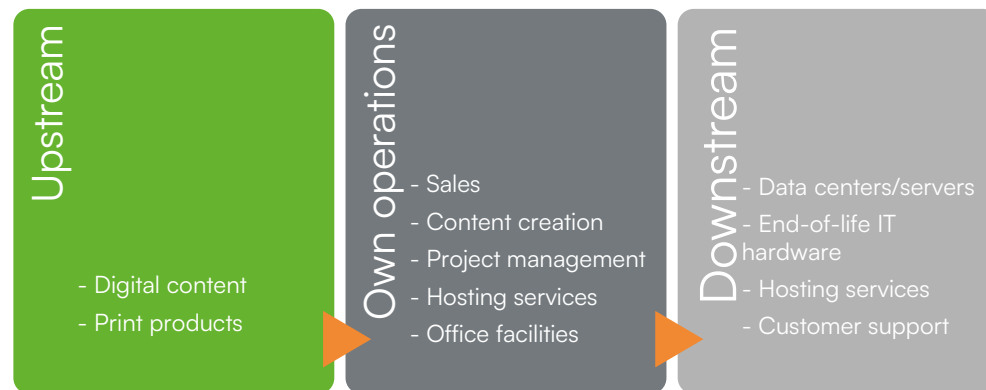 Upstream
- Digital content
- Print products
Own operations
- Sales
- Content creation
- Project management
- Hosting services
- Office facilities
Downstream
- Data centers/servers
- End-of-life IT
hardware
- Hosting services
- Customer support